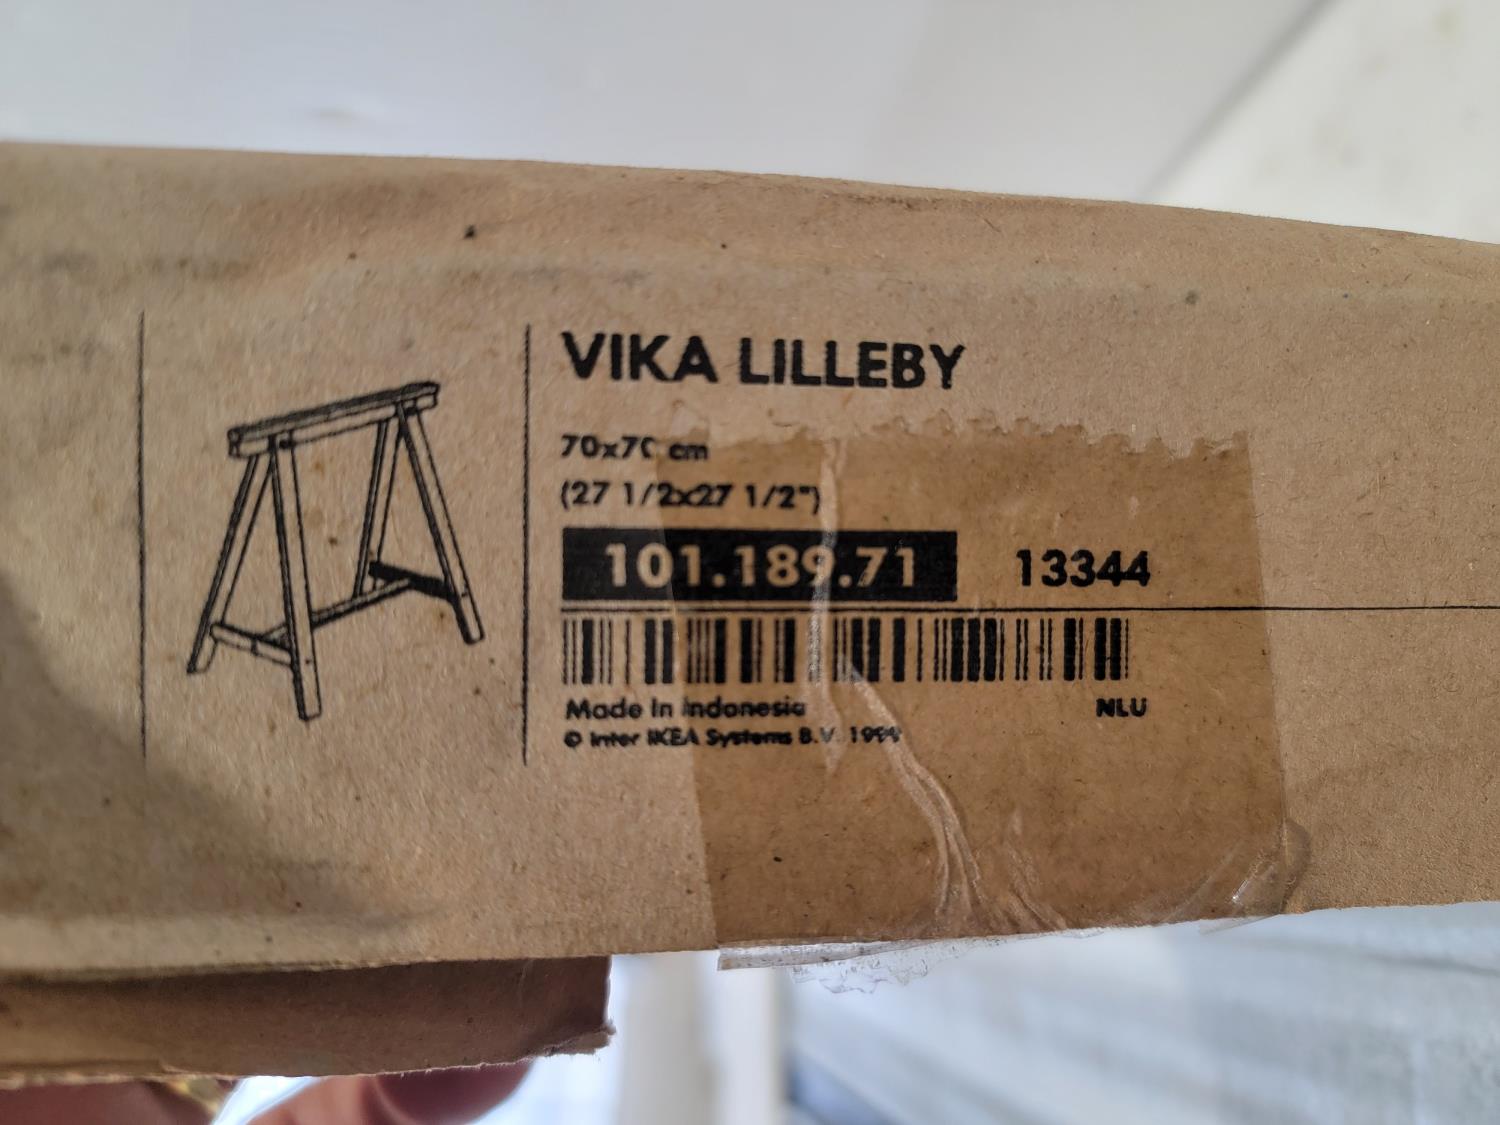 VIKA LILLEBY
70x70 cm
(27 1/2x27 1/2")
101.189.71 13344
Made In Indonesia NLU
© Inter IKEA Systems B.V. 1999